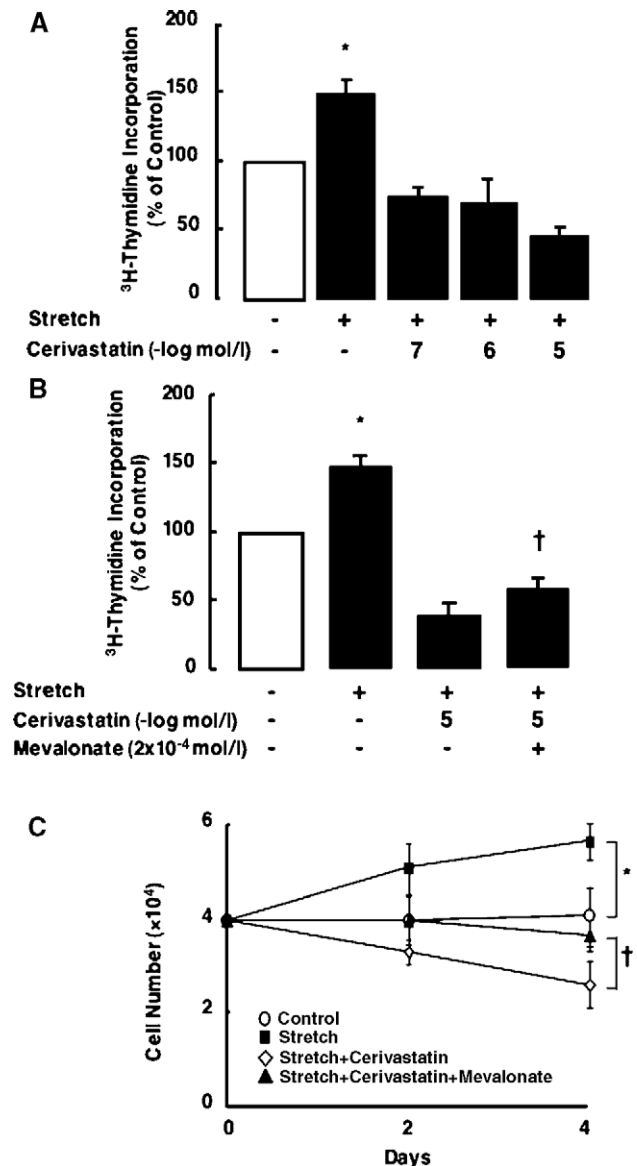 A
³H-Thymidine Incorporation
(% of Control)
200
150
100
50
0
*
Stretch - + + + +
Cerivastatin (-log mol/l) - - 7 6 5
B
³H-Thymidine Incorporation
(% of Control)
200
150
100
50
0
*
†
Stretch - + + +
Cerivastatin (-log mol/l) - - 5 5
Mevalonate (2x10⁻⁴ mol/l) - - - +
C
Cell Number (×10⁴)
6
4
2
0
*
†
Control
Stretch
Stretch+Cerivastatin
Stretch+Cerivastatin+Mevalonate
0 2 4
Days